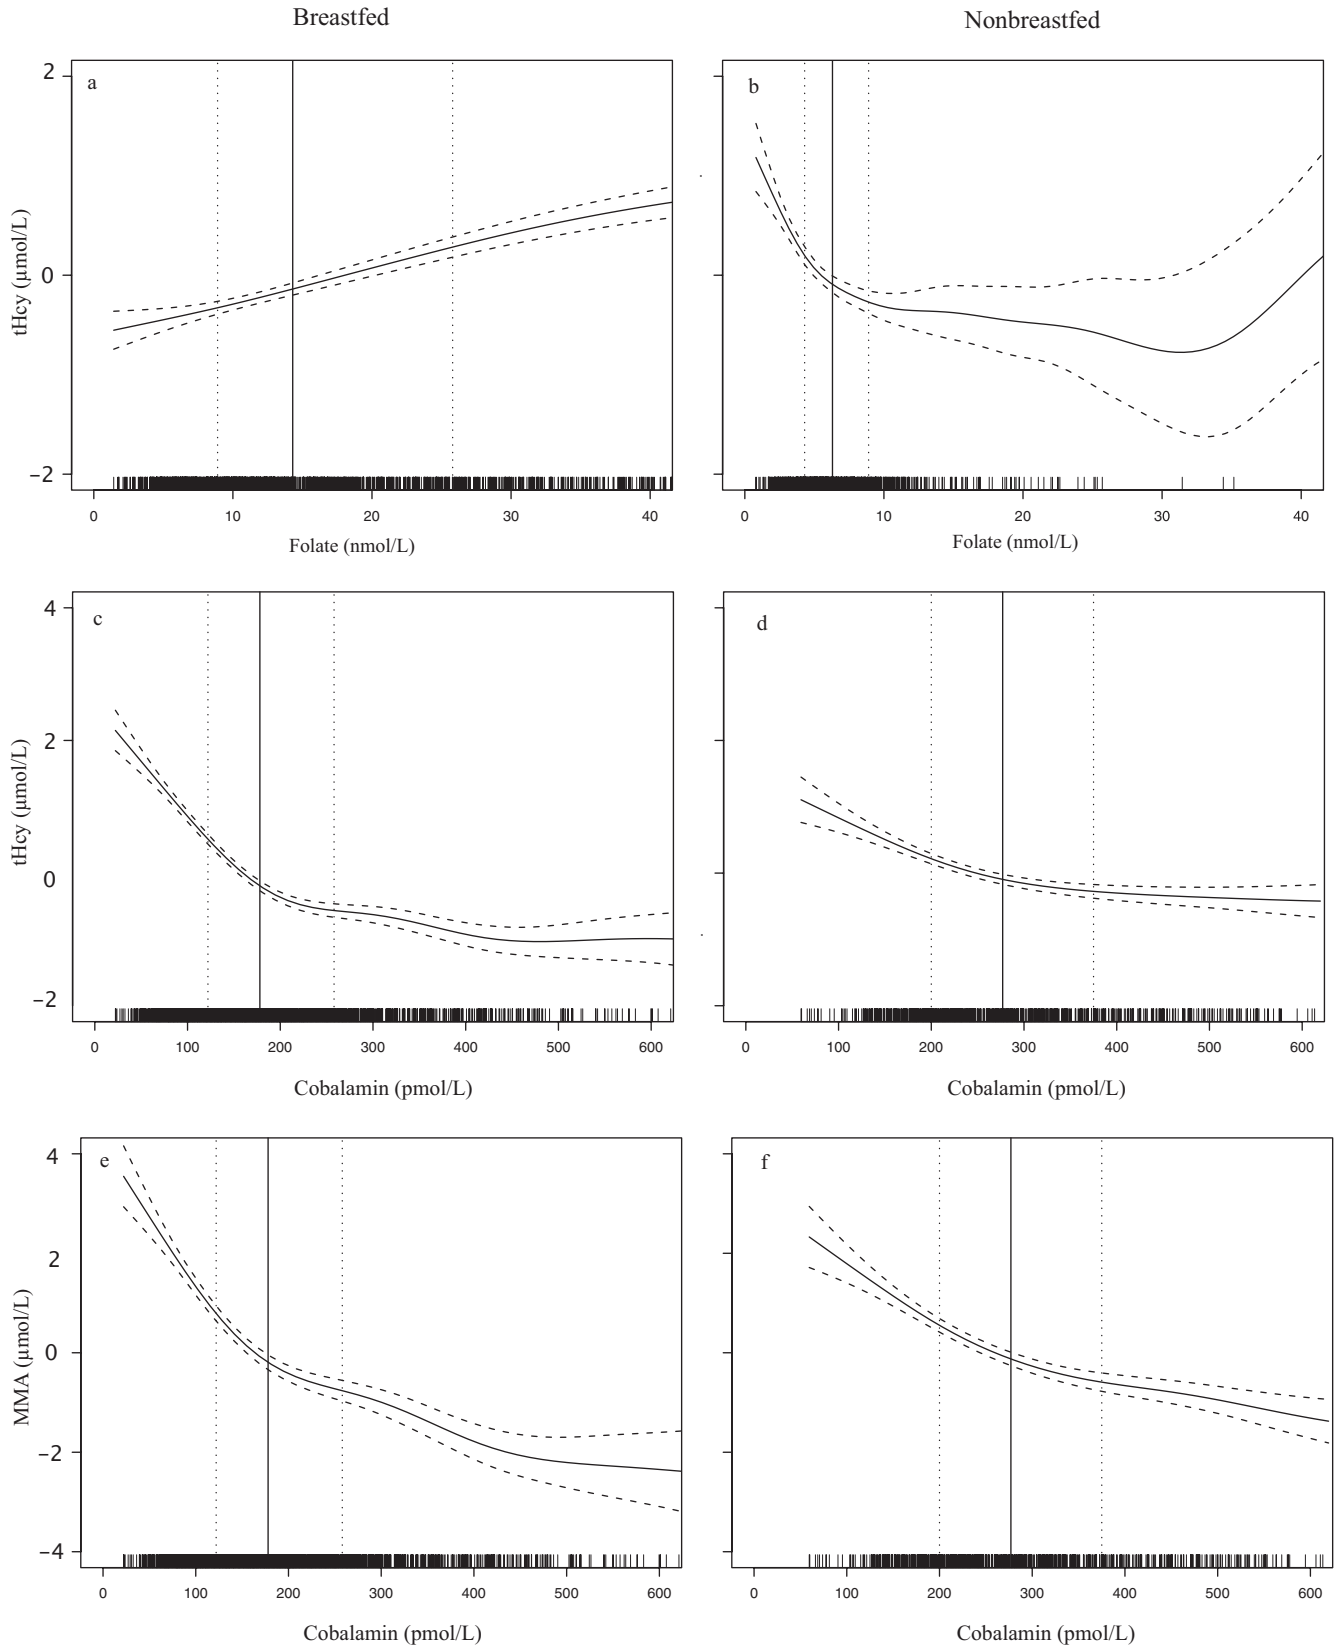 Breastfed
Nonbreastfed
a
b
2
0
−2
tHcy (µmol/L)
0 10 20 30 40
0 10 20 30 40
Folate (nmol/L)
Folate (nmol/L)
c
d
4
2
0
−2
tHcy (µmol/L)
0 100 200 300 400 500 600
0 100 200 300 400 500 600
Cobalamin (pmol/L)
Cobalamin (pmol/L)
e
f
4
2
0
−2
−4
MMA (µmol/L)
0 100 200 300 400 500 600
0 100 200 300 400 500 600
Cobalamin (pmol/L)
Cobalamin (pmol/L)